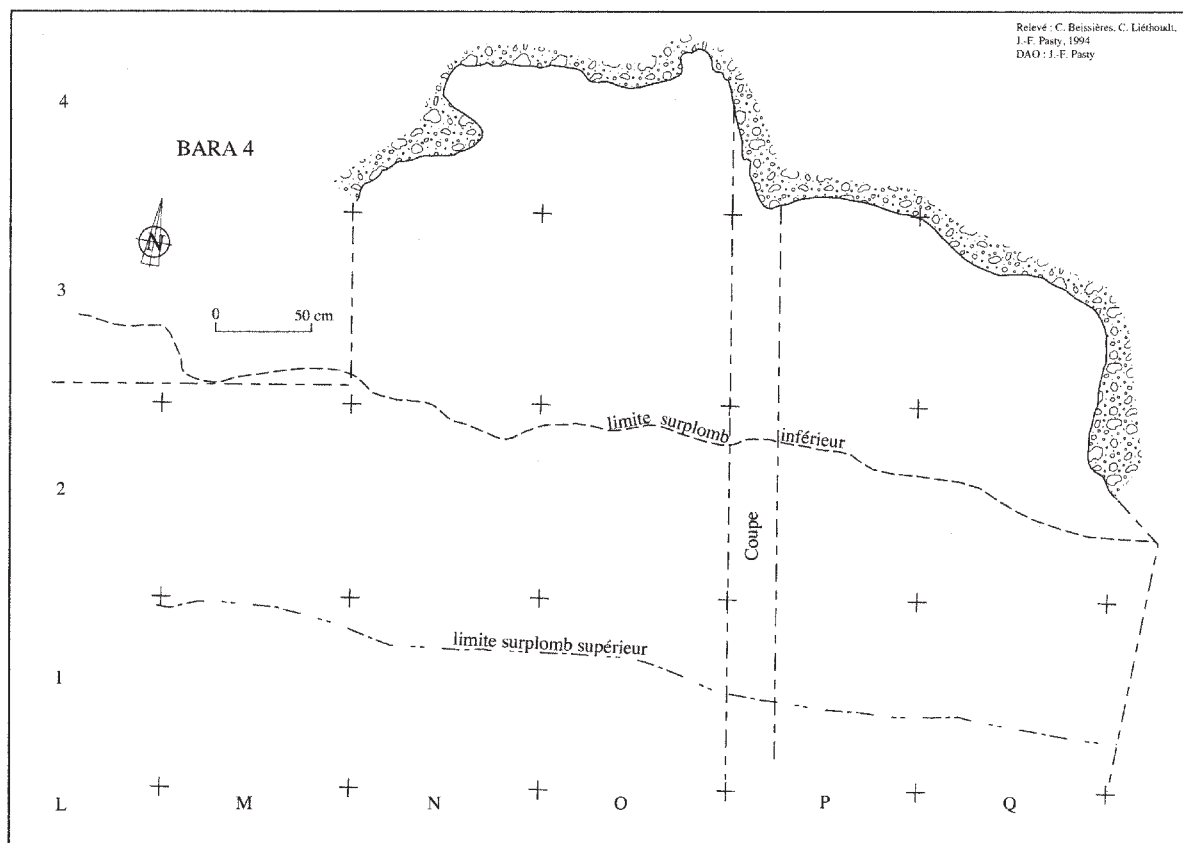 Relevé : C. Beissières, C. Liéthoudt,
J.-F. Pasty, 1994
DAO : J.-F. Pasty
4
BARA 4
N
3
0 50 cm
limite surplomb inférieur
2
Coupe
limite surplomb supérieur
1
L M N O P Q